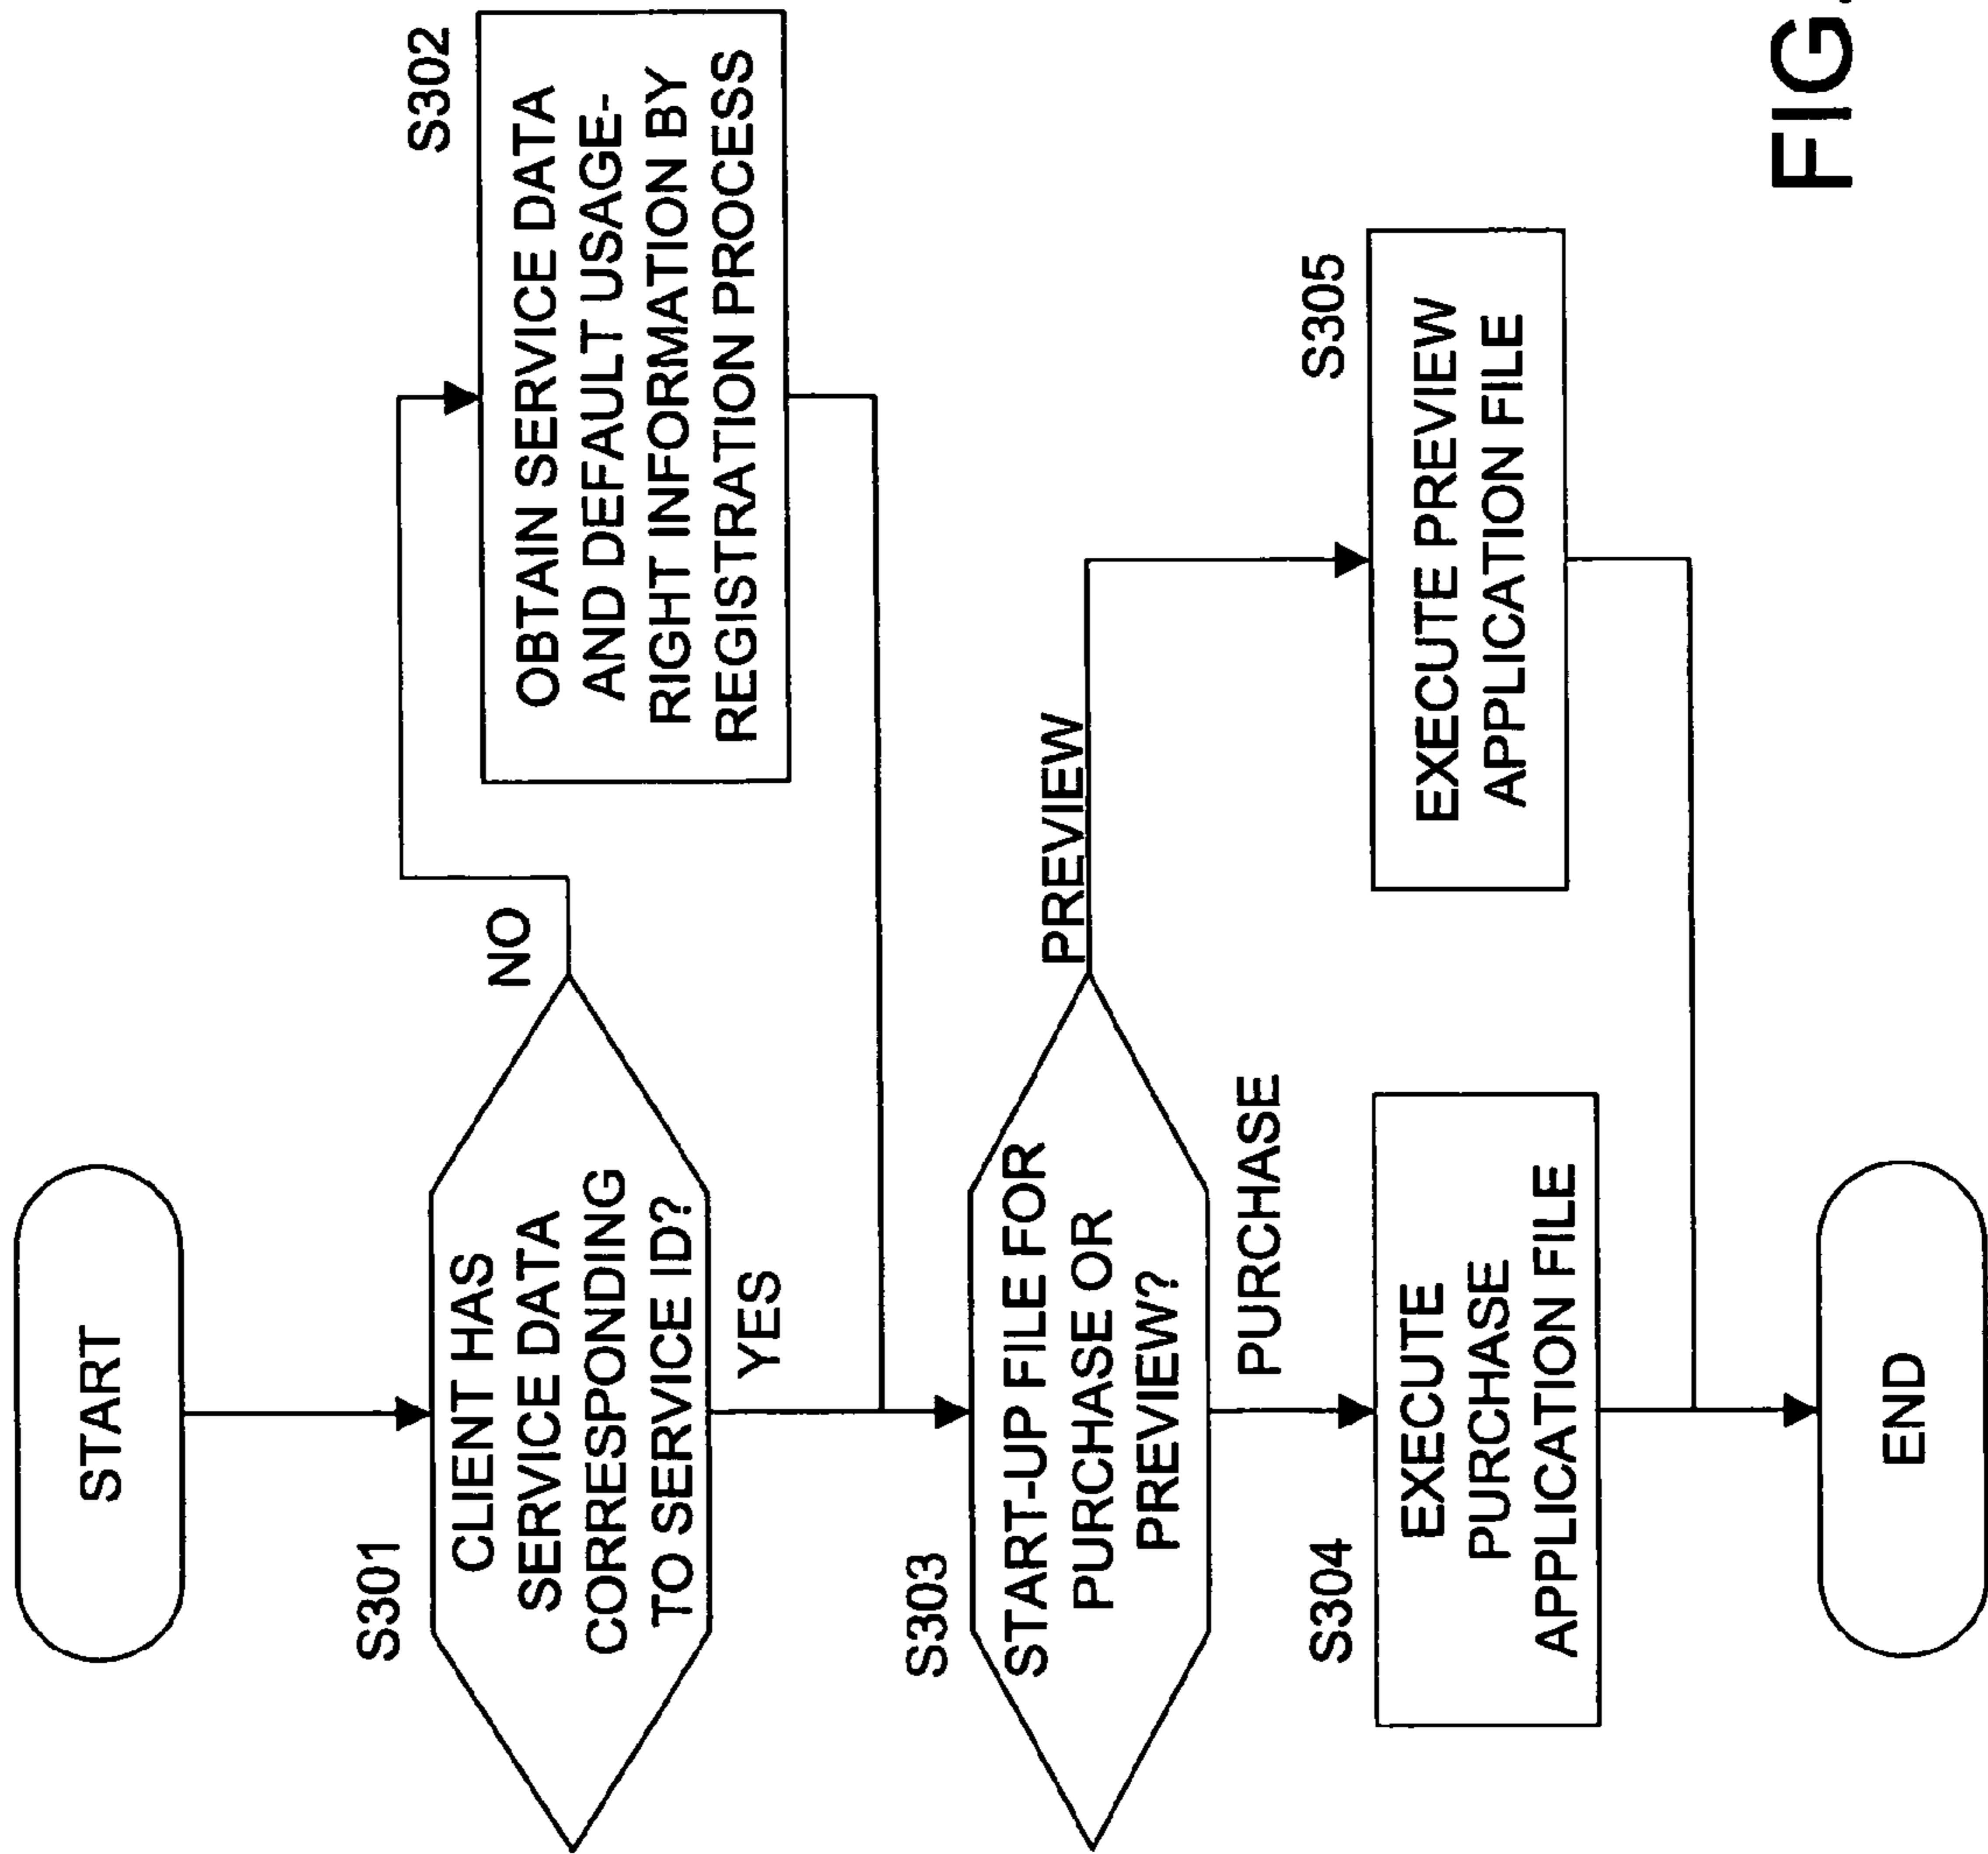 START
S301
CLIENT HAS
SERVICE DATA
CORRESPONDING
TO SERVICE ID?
NO
YES
S302
OBTAIN SERVICE DATA
AND DEFAULT USAGE-
RIGHT INFORMATION BY
REGISTRATION PROCESS
S303
START-UP FILE FOR
PURCHASE OR
PREVIEW?
PREVIEW
PURCHASE
S304
EXECUTE
PURCHASE
APPLICATION FILE
S305
EXECUTE PREVIEW
APPLICATION FILE
END
FIG.